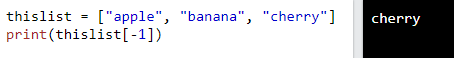 thislist = ["apple", "banana", "cherry"]
print(thislist[-1])
cherry